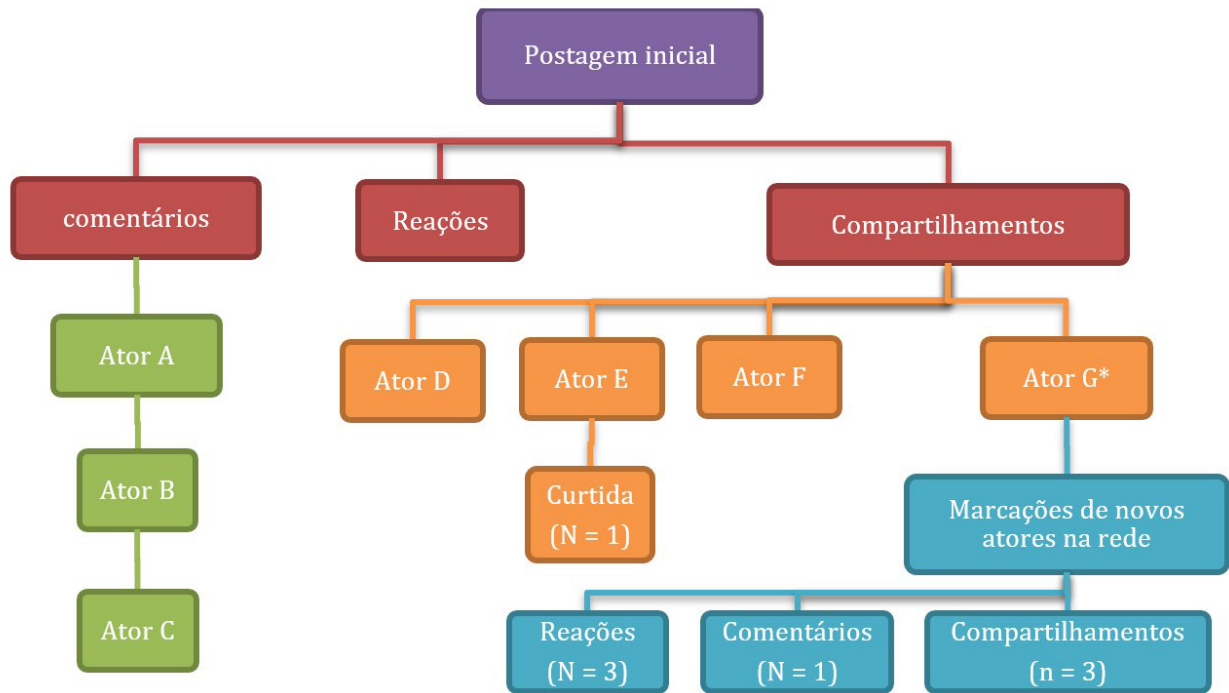 Postagem inicial
comentários
Reações
Compartilhamentos
Ator A
Ator D
Ator E
Ator F
Ator G*
Ator B
Curtida
(N = 1)
Marcações de novos
atores na rede
Ator C
Reações
(N = 3)
Comentários
(N = 1)
Compartilhamentos
(n = 3)